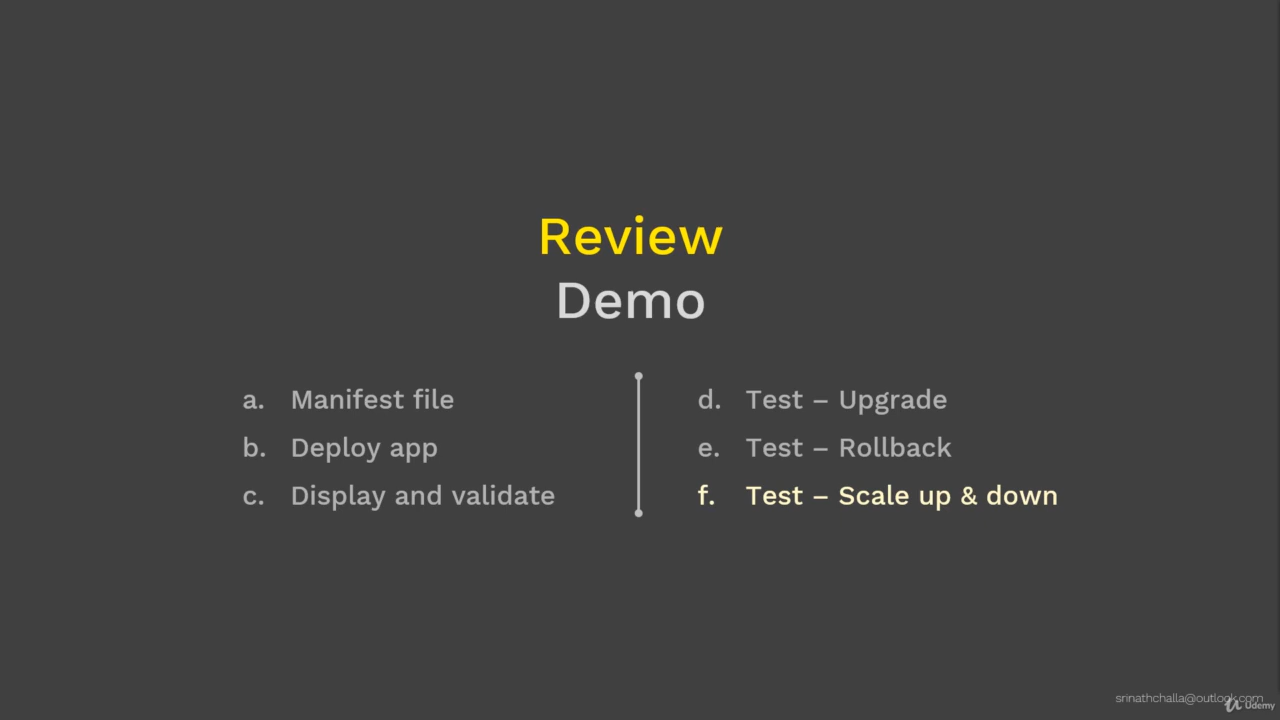 Review
Demo
a. Manifest file
b. Deploy app
c. Display and validate
d. Test – Upgrade
e. Test – Rollback
f. Test – Scale up & down
srinathchalla@outlook.com
Udemy